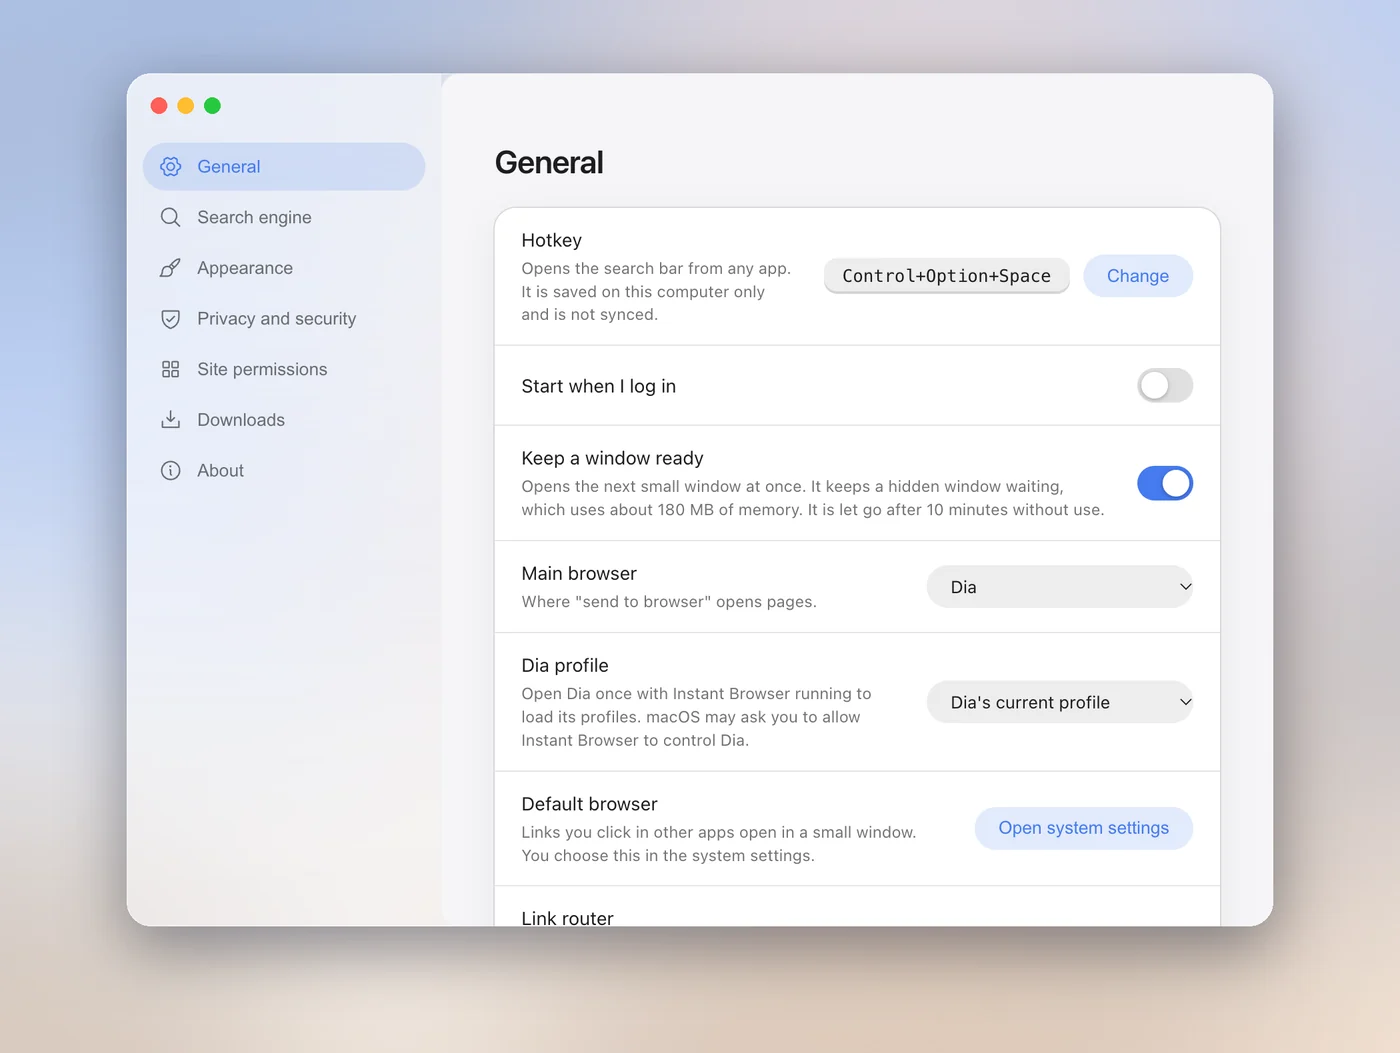 General
Search engine
Appearance
Privacy and security
Site permissions
Downloads
About
General
Hotkey
Opens the search bar from any app.
It is saved on this computer only
and is not synced.
Control+Option+Space
Change
Start when I log in
Keep a window ready
Opens the next small window at once. It keeps a hidden window waiting,
which uses about 180 MB of memory. It is let go after 10 minutes without use.
Main browser
Where "send to browser" opens pages.
Dia
Dia profile
Open Dia once with Instant Browser running to
load its profiles. macOS may ask you to allow
Instant Browser to control Dia.
Dia's current profile
Default browser
Links you click in other apps open in a small window.
You choose this in the system settings.
Open system settings
Link router